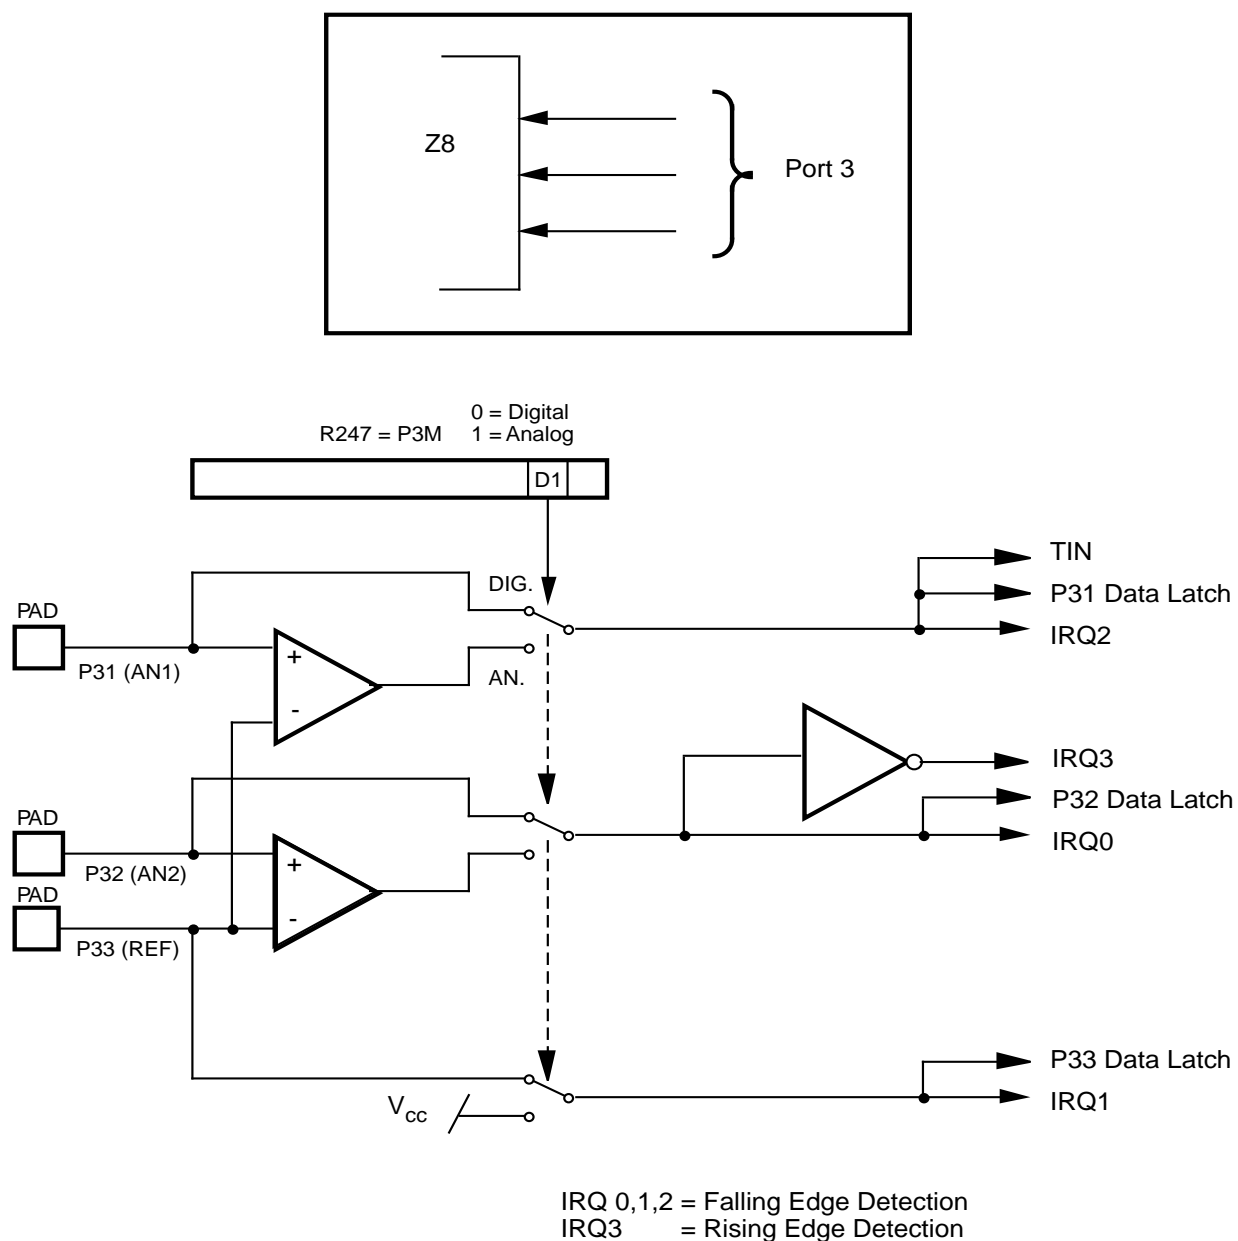 Z8
Port 3
0 = Digital
R247 = P3M 1 = Analog
D1
DIG.
AN.
TIN
P31 Data Latch
IRQ2
PAD
P31 (AN1)
+
-
IRQ3
P32 Data Latch
IRQ0
PAD
P32 (AN2)
+
-
PAD
P33 (REF)
P33 Data Latch
IRQ1
Vcc
IRQ 0,1,2 = Falling Edge Detection
IRQ3 = Rising Edge Detection